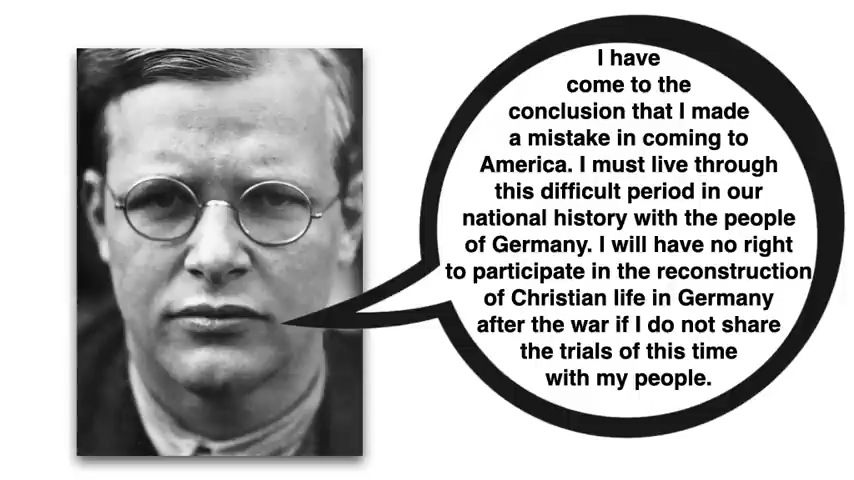 I have
come to the
conclusion that I made
a mistake in coming to
America. I must live through
this difficult period in our
national history with the people
of Germany. I will have no right
to participate in the reconstruction
of Christian life in Germany
after the war if I do not share
the trials of this time
with my people.